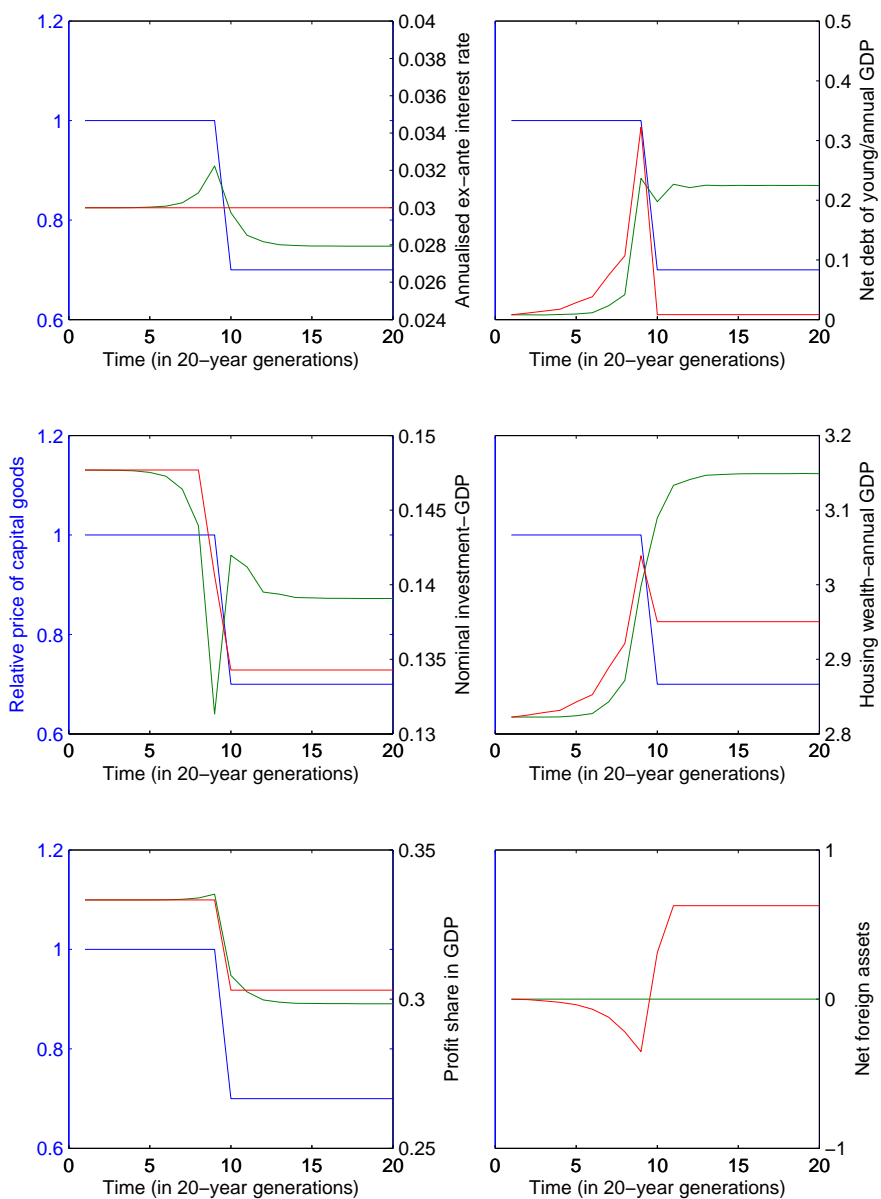 1.2
1
0.8
0.6
0.04
0.038
0.036
0.034
0.032
0.03
0.028
0.026
0.024
Annualised ex−ante interest rate
0 5 10 15 20
Time (in 20−year generations)
0.5
0.4
0.3
0.2
0.1
0
Net debt of young/annual GDP
0 5 10 15 20
Time (in 20−year generations)
Relative price of capital goods
1.2
1
0.8
0.6
0.15
0.145
0.14
0.135
0.13
Nominal investment−GDP
0 5 10 15 20
Time (in 20−year generations)
3.2
3.1
3
2.9
2.8
Housing wealth−annual GDP
0 5 10 15 20
Time (in 20−year generations)
1.2
1
0.8
0.6
0.35
0.3
0.25
Profit share in GDP
0 5 10 15 20
Time (in 20−year generations)
1
0
−1
Net foreign assets
0 5 10 15 20
Time (in 20−year generations)